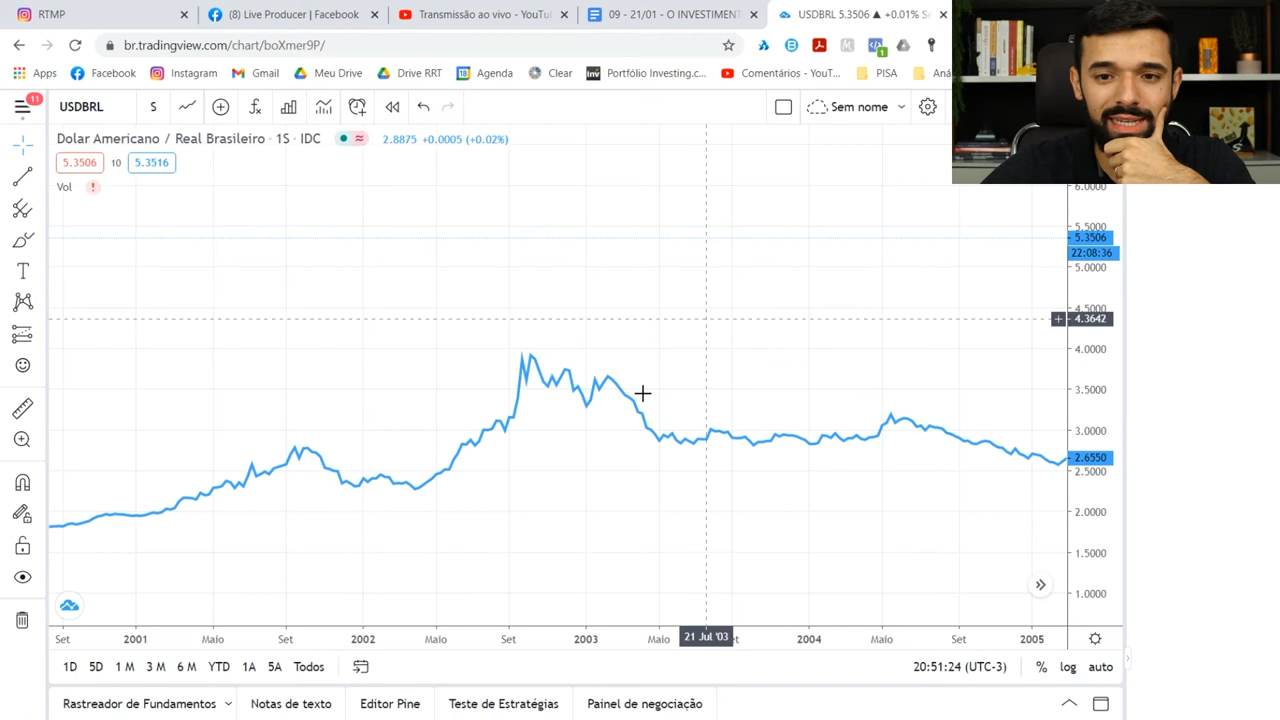 RTMP
(8) Live Producer | Facebook
Transmissão ao vivo - YouTu
09 - 21/01 - O INVESTIMENT
USDBRL 5.3506 ▲ +0.01% Se
br.tradingview.com/chart/boXmer9P/
Apps
Facebook
Instagram
Gmail
Meu Drive
Drive RRT
Agenda
Clear
Inv
Portfólio Investing.c...
Comentários - YouT...
PISA
Aná
11
USDBRL
S
Sem nome
Dolar Americano / Real Brasileiro · 1S · IDC
2.8875 +0.0005 (+0.02%)
5.3506
10
5.3516
Vol
!
6.0000
5.5000
5.3506
22:08:36
5.0000
4.5000
4.3642
4.0000
3.5000
3.0000
2.6550
2.5000
2.0000
1.5000
1.0000
Set
2001
Maio
Set
2002
Maio
Set
2003
Maio
21 Jul '03
et
2004
Maio
Set
2005
1D
5D
1 M
3 M
6 M
YTD
1A
5A
Todos
20:51:24 (UTC-3)
%
log
auto
Rastreador de Fundamentos
Notas de texto
Editor Pine
Teste de Estratégias
Painel de negociação